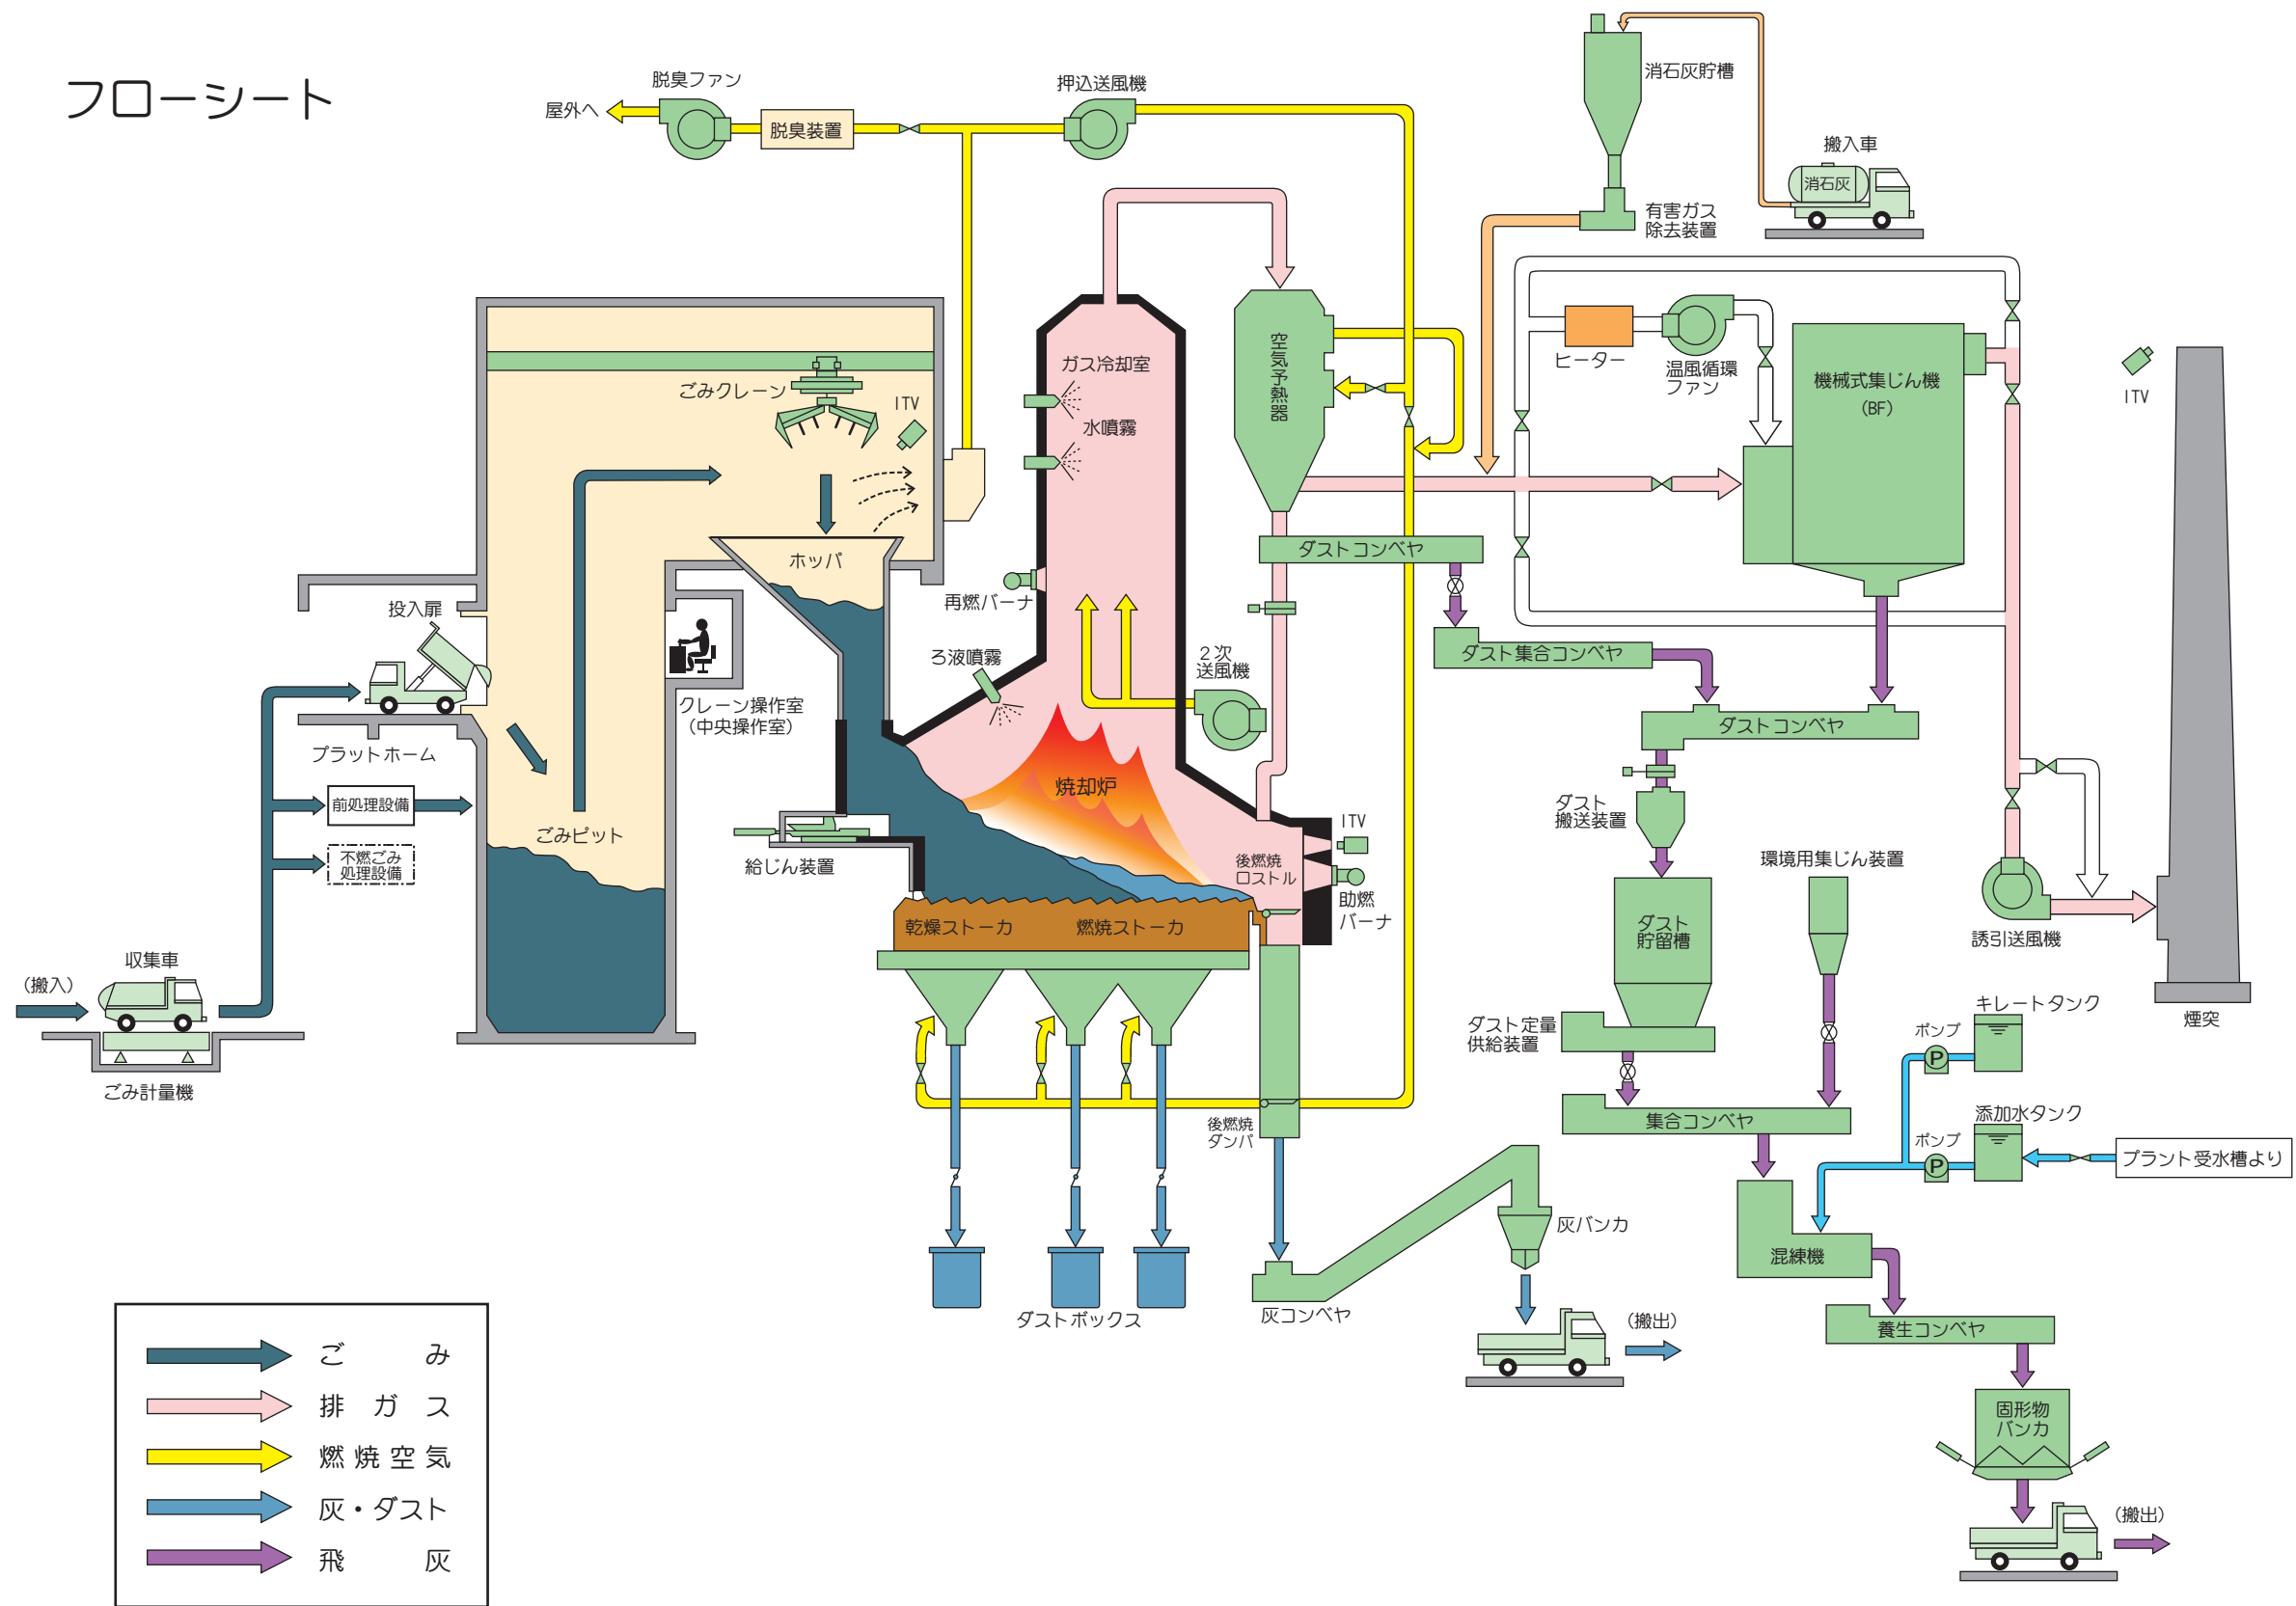 フローシート
屋外へ
脱臭ファン
脱臭装置
押込送風機
消石灰貯槽
搬入車
消石灰
有害ガス
除去装置
ヒーター
温風循環
ファン
機械式集じん機
(BF)
ITV
ごみクレーン
ITV
ガス冷却室
水噴霧
空気予熱器
ホッパ
ダストコンベヤ
投入扉
再燃バーナ
ろ液噴霧
2次
送風機
ダスト集合コンベヤ
クレーン操作室
(中央操作室)
プラットホーム
ダストコンベヤ
前処理設備
ごみピット
焼却炉
ITV
ダスト
搬送装置
不燃ごみ
処理設備
給じん装置
後燃焼
ロストル
助燃
バーナ
環境用集じん装置
乾燥ストーカ
燃焼ストーカ
ダスト
貯留槽
誘引送風機
収集車
(搬入)
キレートタンク
煙突
ダスト定量
供給装置
ポンプ
P
ごみ計量機
後燃焼
ダンパ
集合コンベヤ
添加水タンク
ポンプ
P
プラント受水槽より
灰バンカ
混練機
ダストボックス
灰コンベヤ
(搬出)
養生コンベヤ
ごみ
排ガス
燃焼空気
灰・ダスト
飛灰
固形物
バンカ
(搬出)